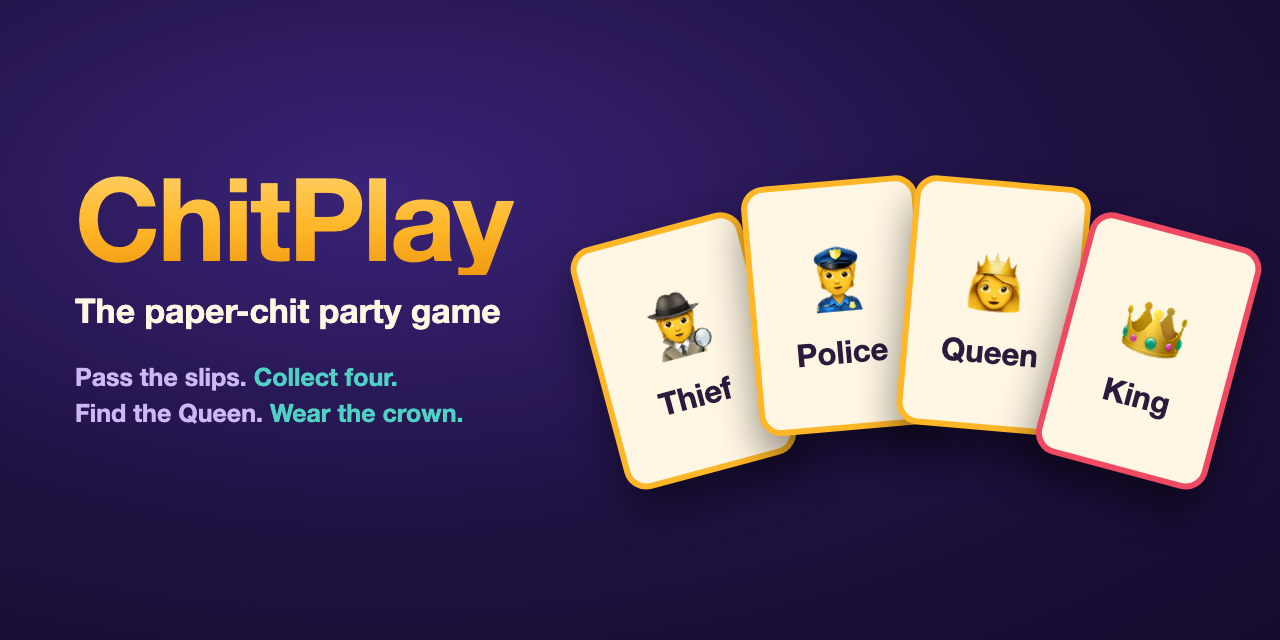 ChitPlay
The paper-chit party game
Pass the slips. Collect four.
Find the Queen. Wear the crown.
Thief
Police
Queen
King